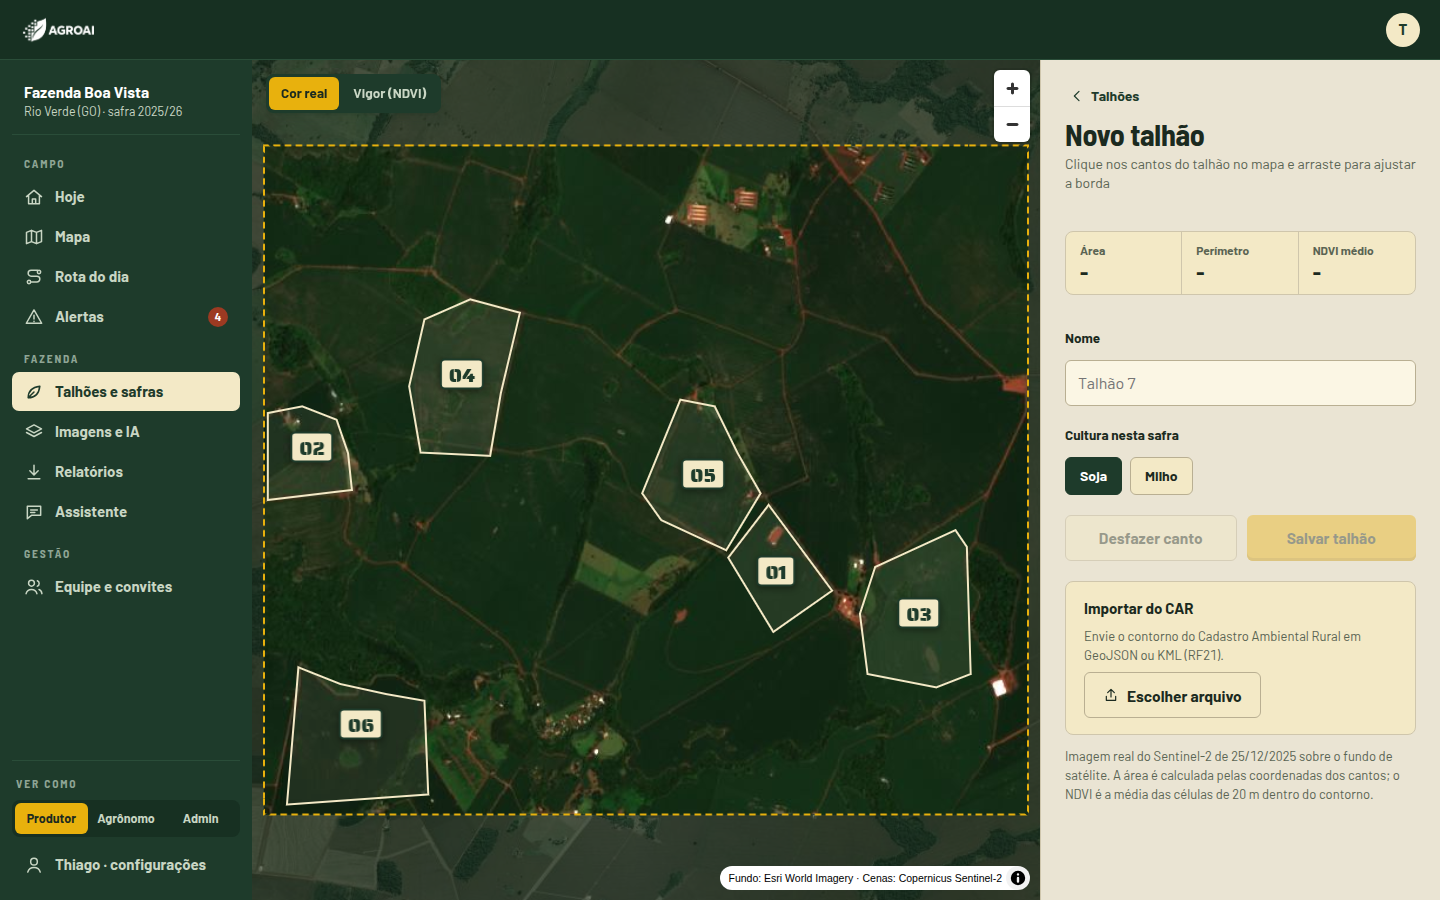 AGROAI
T
Fazenda Boa Vista
Rio Verde (GO) · safra 2025/26
CAMPO
Hoje
Mapa
Rota do dia
Alertas
4
FAZENDA
Talhões e safras
Imagens e IA
Relatórios
Assistente
GESTÃO
Equipe e convites
VER COMO
Produtor Agrônomo Admin
Thiago · configurações
Cor real Vigor (NDVI)
+
−
04
02
05
01
03
06
Fundo: Esri World Imagery · Cenas: Copernicus Sentinel-2
Talhões
Novo talhão
Clique nos cantos do talhão no mapa e arraste para ajustar
a borda
Área Perímetro NDVI médio
- - -
Nome
Talhão 7
Cultura nesta safra
Soja Milho
Desfazer canto Salvar talhão
Importar do CAR
Envie o contorno do Cadastro Ambiental Rural em
GeoJSON ou KML (RF21).
Escolher arquivo
Imagem real do Sentinel-2 de 25/12/2025 sobre o fundo de
satélite. A área é calculada pelas coordenadas dos cantos; o
NDVI é a média das células de 20 m dentro do contorno.